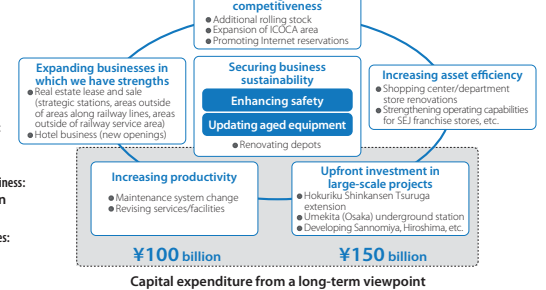 competitiveness
● Additional rolling stock
● Expansion of ICOCA area
● Promoting Internet reservations
Expanding businesses in
which we have strengths
● Real estate lease and sale
(strategic stations, areas outside
of areas along railway lines, areas
outside of railway service area)
● Hotel business (new openings)
Securing business
sustainability
Enhancing safety
Updating aged equipment
● Renovating depots
Increasing asset efficiency
● Shopping center/department
store renovations
● Strengthening operating capabilities
for SEJ franchise stores, etc.
iness:
n
es:
Increasing productivity
● Maintenance system change
● Revising services/facilities
Upfront investment in
large-scale projects
● Hokuriku Shinkansen Tsuruga
extension
● Umekita (Osaka) underground station
● Developing Sannomiya, Hiroshima, etc.
¥100 billion
¥150 billion
Capital expenditure from a long-term viewpoint